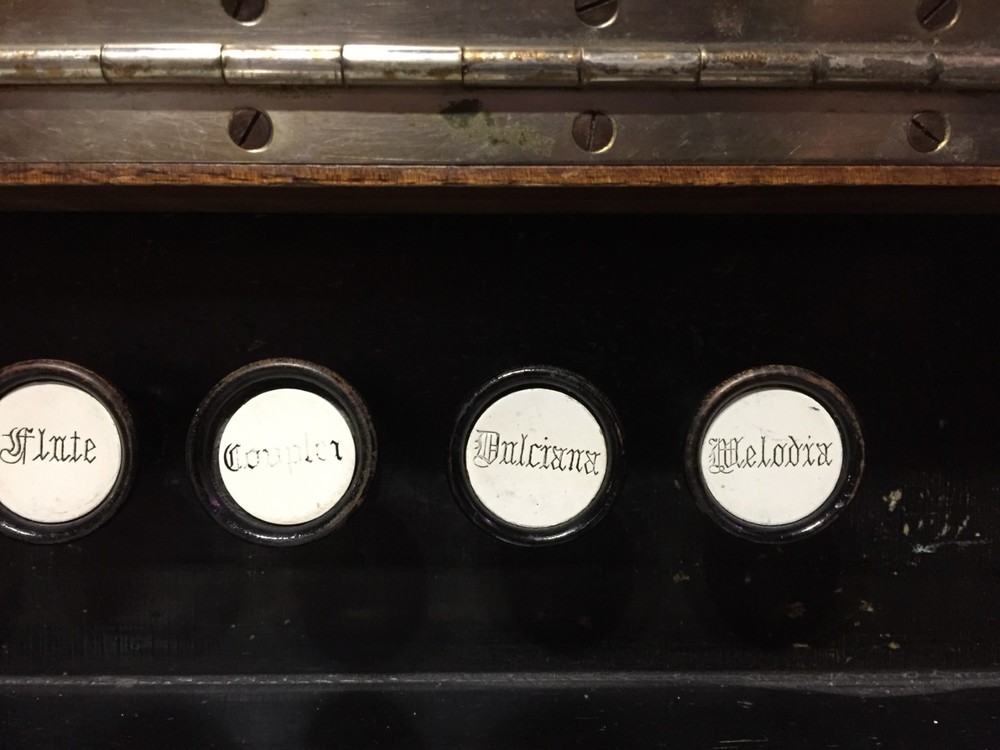 Flute
Coupler
Dulciana
Melodia